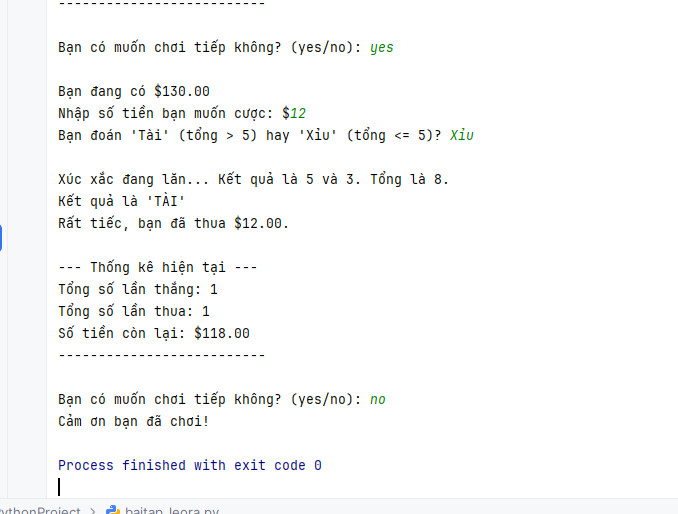 --------------------------
Bạn có muốn chơi tiếp không? (yes/no): yes
Bạn đang có $130.00
Nhập số tiền bạn muốn cược: $12
Bạn đoán 'Tài' (tổng > 5) hay 'Xỉu' (tổng <= 5)? Xỉu
Xúc xắc đang lăn... Kết quả là 5 và 3. Tổng là 8.
Kết quả là 'TÀI'
Rất tiếc, bạn đã thua $12.00.
--- Thống kê hiện tại ---
Tổng số lần thắng: 1
Tổng số lần thua: 1
Số tiền còn lại: $118.00
--------------------------
Bạn có muốn chơi tiếp không? (yes/no): no
Cảm ơn bạn đã chơi!
Process finished with exit code 0
ythonProject > baitap_leora.py